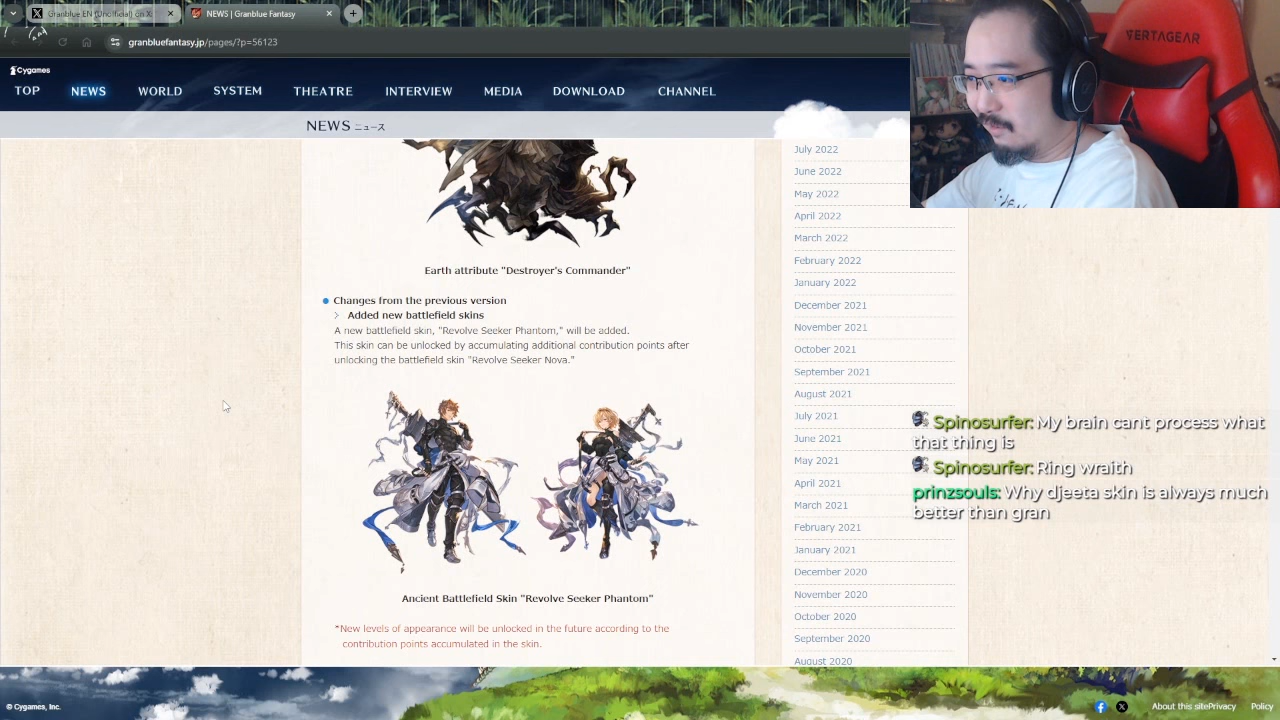 Granblue EN (Unofficial) on X
NEWS | Granblue Fantasy
granbluefantasy.jp/pages/?p=56123
Cygames
TOP
NEWS
WORLD
SYSTEM
THEATRE
INTERVIEW
MEDIA
DOWNLOAD
CHANNEL
NEWS ニュース
VERTAGEAR
Earth attribute "Destroyer's Commander"
Changes from the previous version
Added new battlefield skins
A new battlefield skin, "Revolve Seeker Phantom," will be added.
This skin can be unlocked by accumulating additional contribution points after
unlocking the battlefield skin "Revolve Seeker Nova."
Ancient Battlefield Skin "Revolve Seeker Phantom"
*New levels of appearance will be unlocked in the future according to the
contribution points accumulated in the skin.
July 2022
June 2022
May 2022
April 2022
March 2022
February 2022
January 2022
December 2021
November 2021
October 2021
September 2021
August 2021
July 2021
June 2021
May 2021
April 2021
March 2021
February 2021
January 2021
December 2020
November 2020
October 2020
September 2020
August 2020
Spinosurfer: My brain cant process what
that thing is
Spinosurfer: Ring wraith
prinzsouls: Why djeeta skin is always much
better than gran
© Cygames, Inc.
About this site
Privacy
Policy